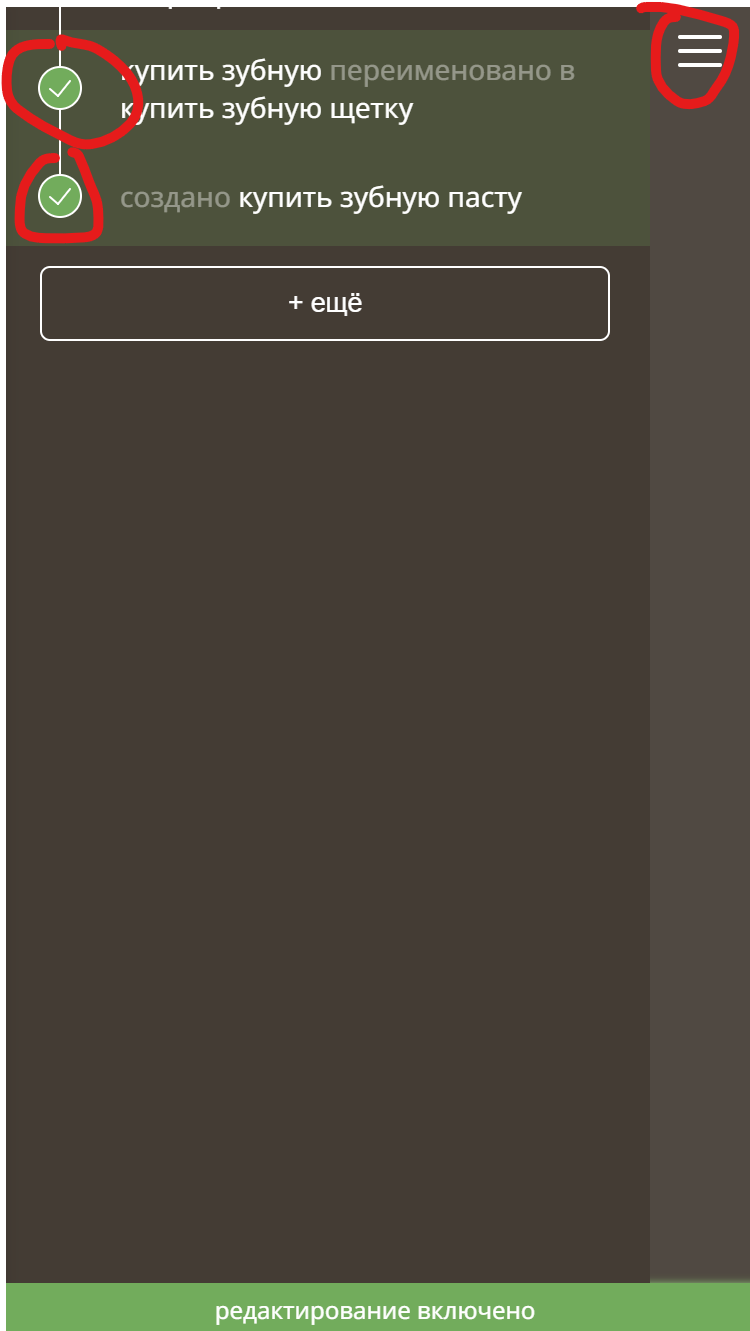 купить зубную переименовано в
купить зубную щетку
создано купить зубную пасту
+ ещё
редактирование включено